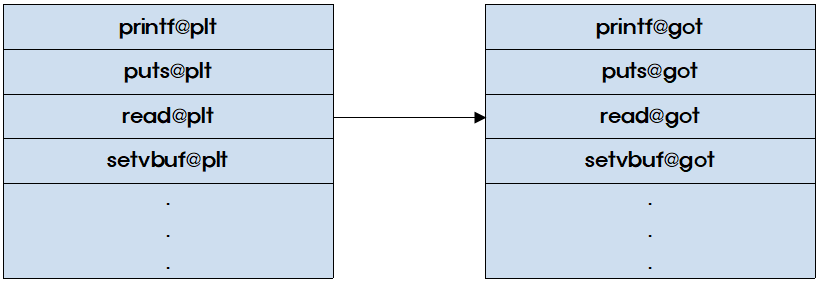 printf@plt
puts@plt
read@plt
setvbuf@plt
.
.
.
printf@got
puts@got
read@got
setvbuf@got
.
.
.